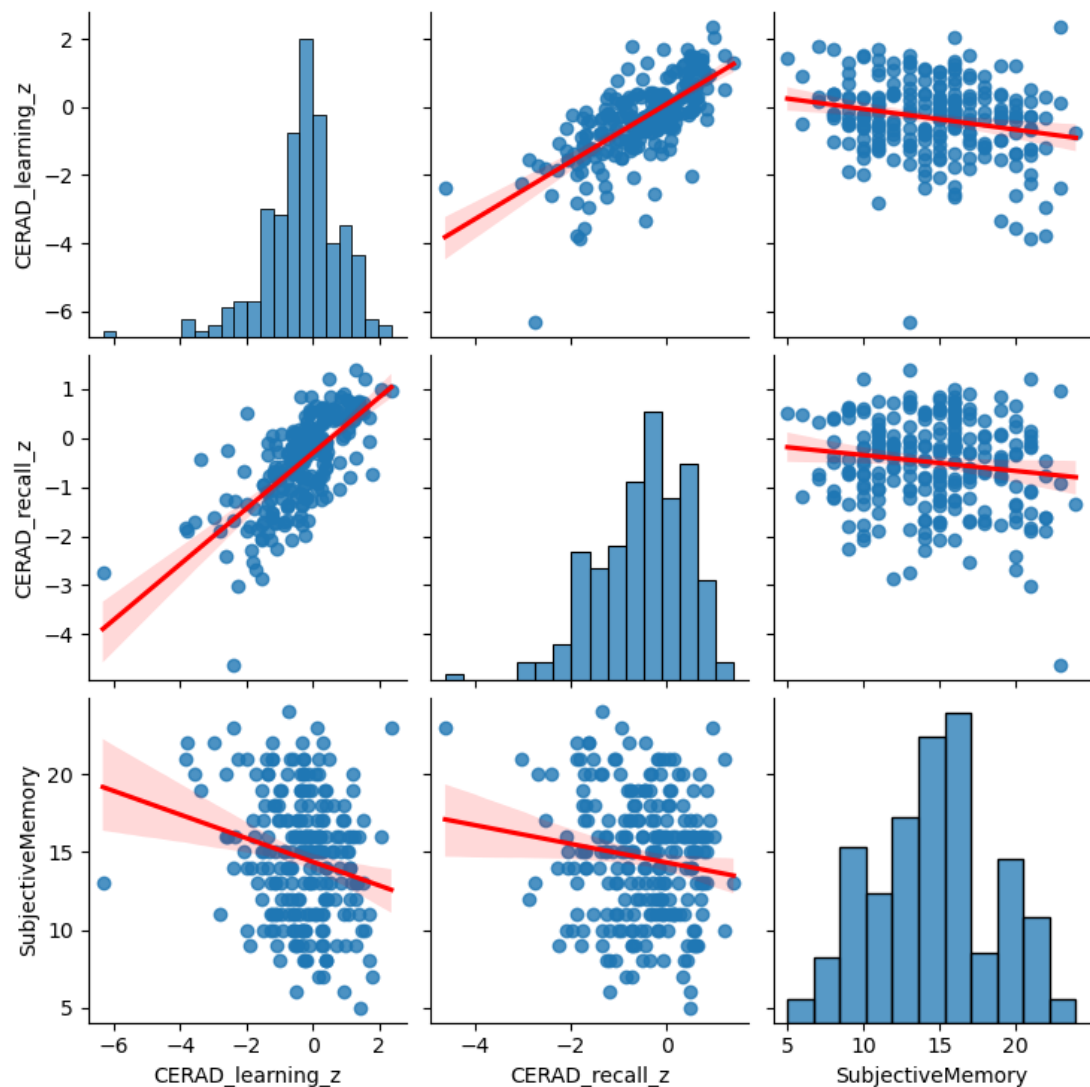 CERAD_learning_z
2
0
−2
−4
−6
CERAD_recall_z
1
0
−1
−2
−3
−4
SubjectiveMemory
20
15
10
5
−6 −4 −2 0 2
−4 −2 0
5 10 15 20
CERAD_learning_z
CERAD_recall_z
SubjectiveMemory